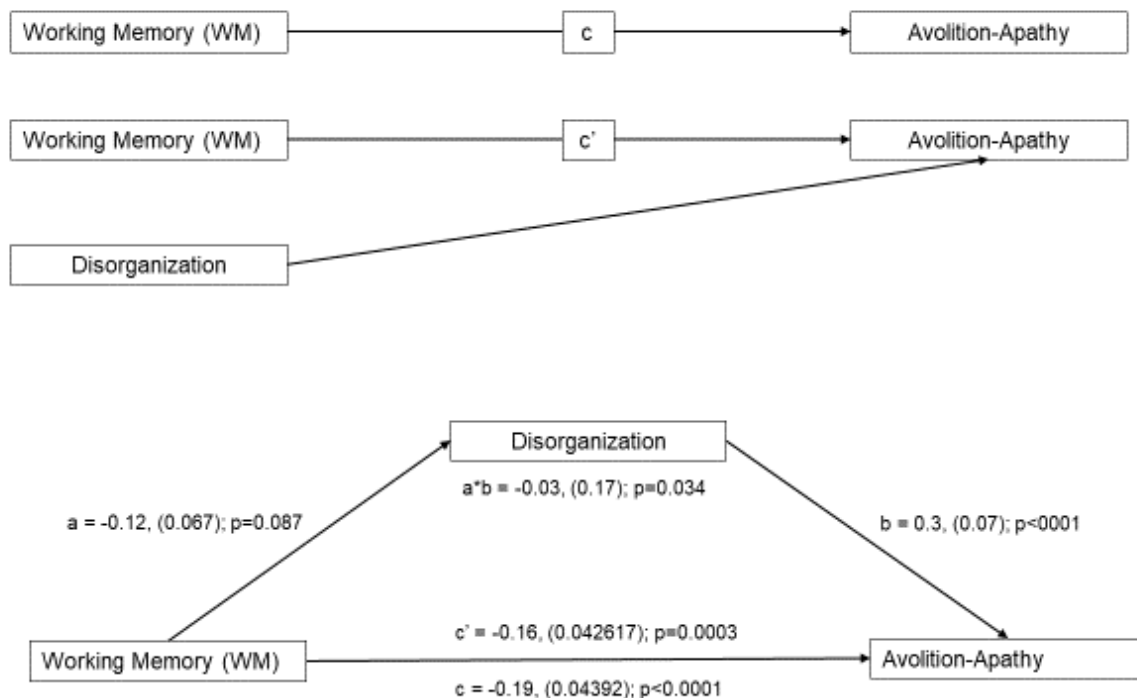 Working Memory (WM) c Avolition-Apathy
Working Memory (WM) c' Avolition-Apathy
Disorganization
Disorganization
a*b = -0.03, (0.17); p=0.034
a = -0.12, (0.067); p=0.087 b = 0.3, (0.07); p<0001
c' = -0.16, (0.042617); p=0.0003
Working Memory (WM) Avolition-Apathy
c = -0.19, (0.04392); p<0.0001